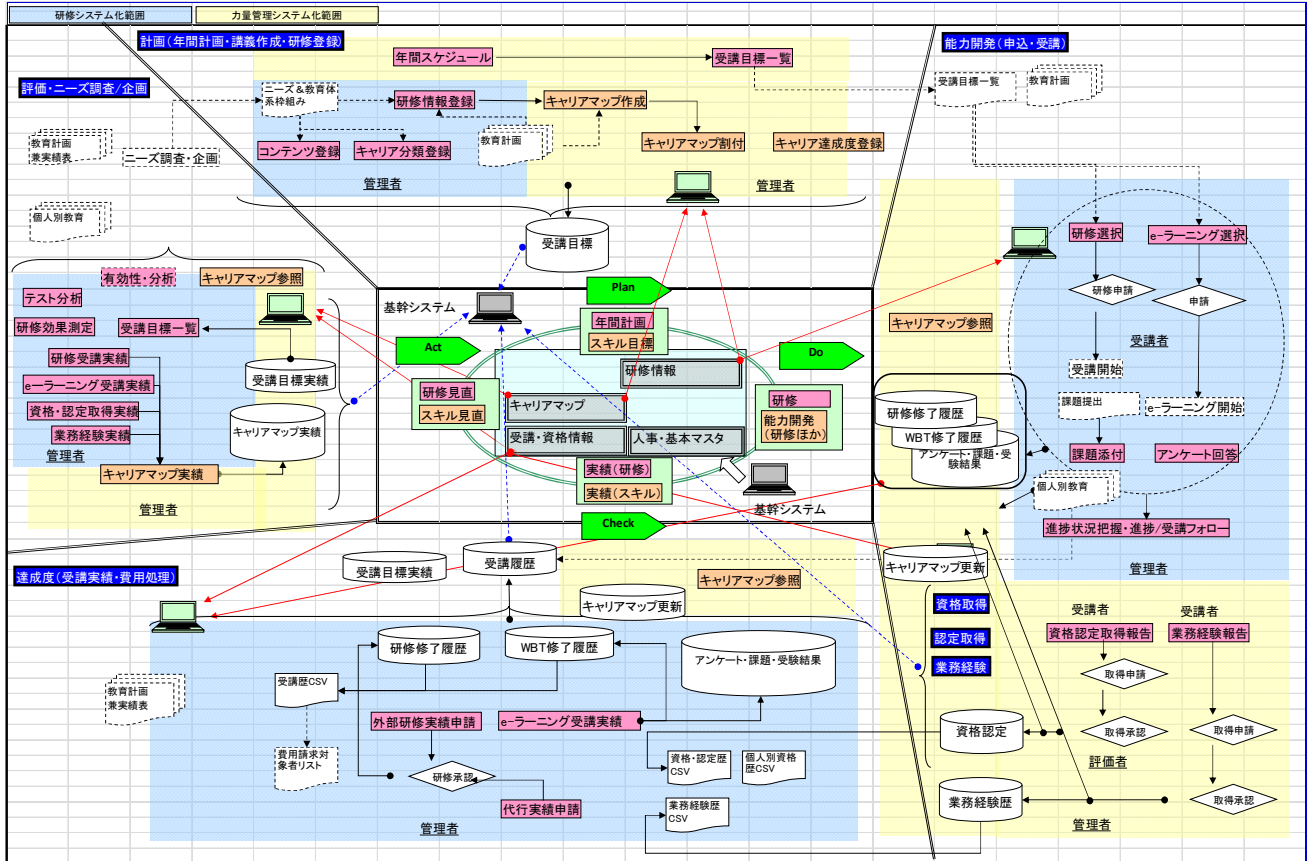 研修システム化範囲
力量管理システム化範囲
計画(年間計画・講義作成・研修登録)
年間スケジュール
受講目標一覧
ニーズ&教育体
系枠組み
研修情報登録
キャリアマップ作成
コンテンツ登録
キャリア分類登録
教育計画
キャリアマップ割付
キャリア達成度登録
管理者
管理者
受講目標
評価・ニーズ調査/企画
教育計画
兼実績表
ニーズ調査・企画
個人別教育
有効性・分析
キャリアマップ参照
テスト分析
研修効果測定
受講目標一覧
研修受講実績
e-ラーニング受講実績
資格・認定取得実績
業務経験実績
管理者
受講目標実績
キャリアマップ実績
キャリアマップ実績
管理者
基幹システム
Plan
年間計画
スキル目標
Act
Do
研修情報
研修見直
スキル見直
キャリアマップ
研修
能力開発
(研修ほか)
受講・資格情報
人事・基本マスタ
実績(研修)
実績(スキル)
基幹システム
Check
能力開発(申込・受講)
受講目標一覧
教育計画
研修選択
e-ラーニング選択
研修申請
申請
キャリアマップ参照
受講者
受講開始
課題提出
e-ラーニング開始
研修修了履歴
WBT修了履歴
アンケート・課題・受
験結果
課題添付
アンケート回答
個人別教育
進捗状況把握・進捗/受講フォロー
管理者
キャリアマップ更新
資格取得
認定取得
業務経験
受講者
受講者
資格認定取得報告
業務経験報告
取得申請
取得承認
取得申請
評価者
取得承認
管理者
資格認定
業務経験歴
達成度(受講実績・費用処理)
受講目標実績
受講履歴
キャリアマップ参照
キャリアマップ更新
研修修了履歴
WBT修了履歴
アンケート・課題・受験結果
教育計画
兼実績表
受講歴CSV
外部研修実績申請
e-ラーニング受講実績
費用請求対
象者リスト
研修承認
代行実績申請
資格・認定歴
CSV
個人別資格
歴CSV
業務経験歴
CSV
管理者